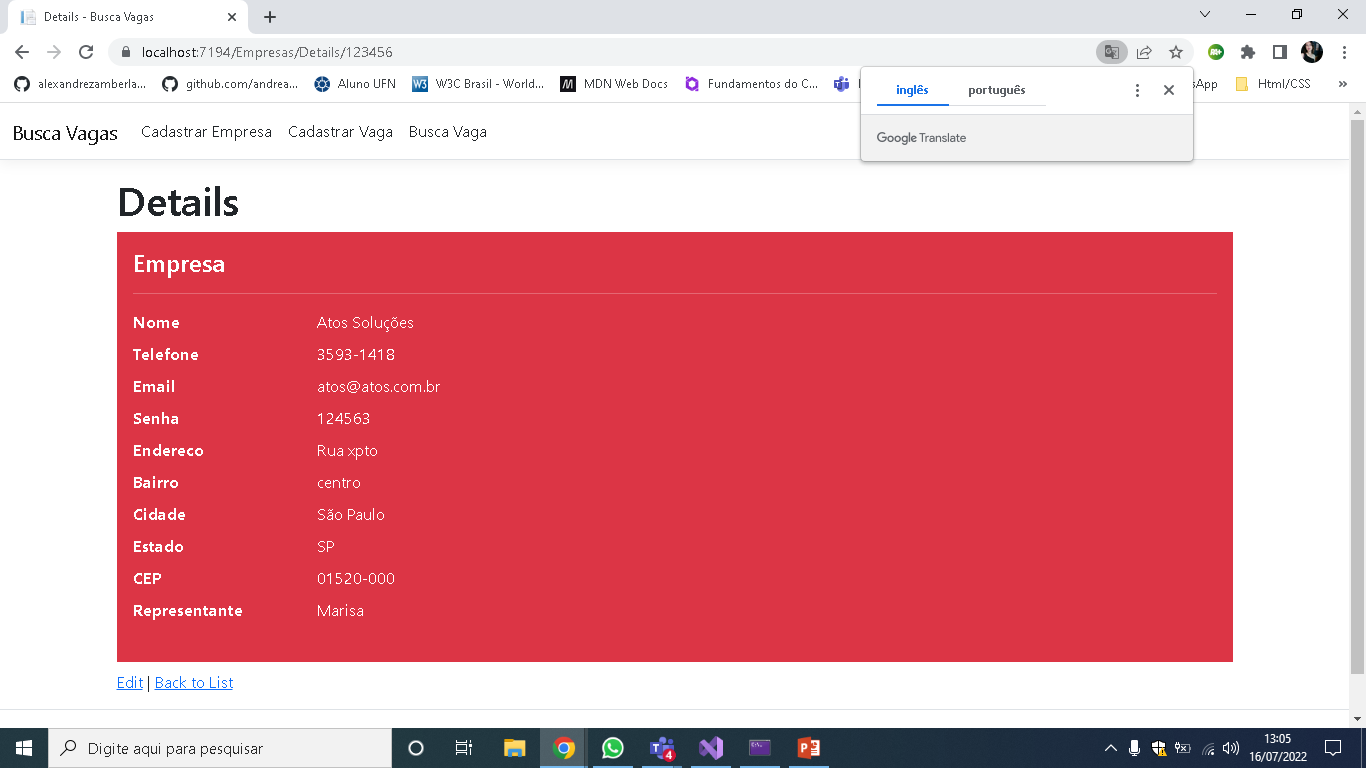 Details - Busca Vagas
localhost:7194/Empresas/Details/123456
alexandrezamberla... github.com/andrea... Aluno UFN W3C Brasil - World... MDN Web Docs Fundamentos do C... sApp Html/CSS »
inglês português
Google Translate
Busca Vagas Cadastrar Empresa Cadastrar Vaga Busca Vaga
Details
Empresa
Nome Atos Soluções
Telefone 3593-1418
Email atos@atos.com.br
Senha 124563
Endereco Rua xpto
Bairro centro
Cidade São Paulo
Estado SP
CEP 01520-000
Representante Marisa
Edit | Back to List
Digite aqui para pesquisar
4
13:05
16/07/2022